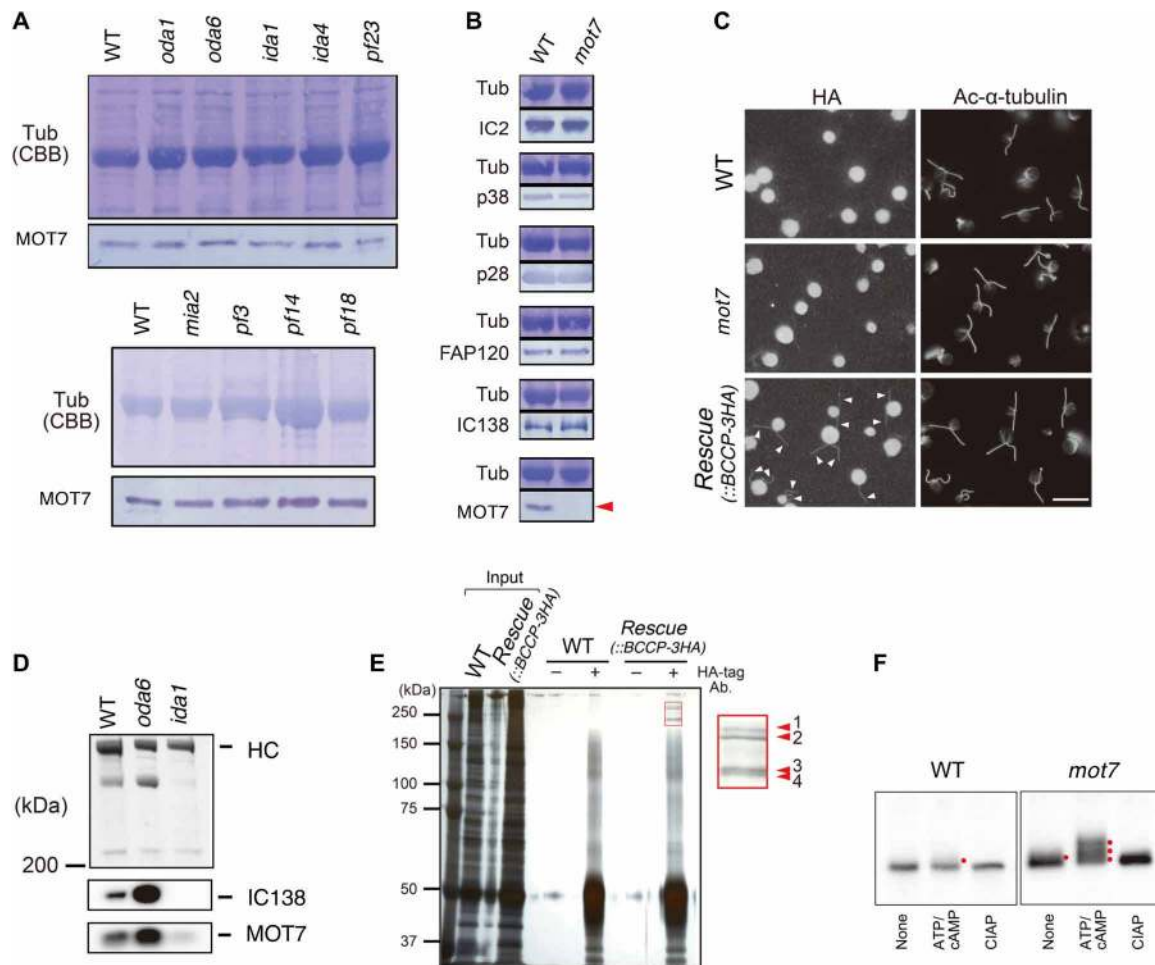 A
WT oda1 oda6 ida1 ida4 pf23
Tub
(CBB)
MOT7
WT mia2 pf3 pf14 pf18
Tub
(CBB)
MOT7
B
WT mot7
Tub
IC2
Tub
p38
Tub
p28
Tub
FAP120
Tub
IC138
Tub
MOT7
C
HA Ac-α-tubulin
WT
mot7
Rescue
(::BCCP-3HA)
D
WT oda6 ida1
HC
(kDa)
200
IC138
MOT7
E
Input
WT Rescue
(::BCCP-3HA)
WT Rescue
(::BCCP-3HA)
− + − + HA-tag
Ab.
(kDa)
250
150
100
75
50
37
1
2
3
4
F
WT mot7
None ATP/
cAMP CIAP None ATP/
cAMP CIAP